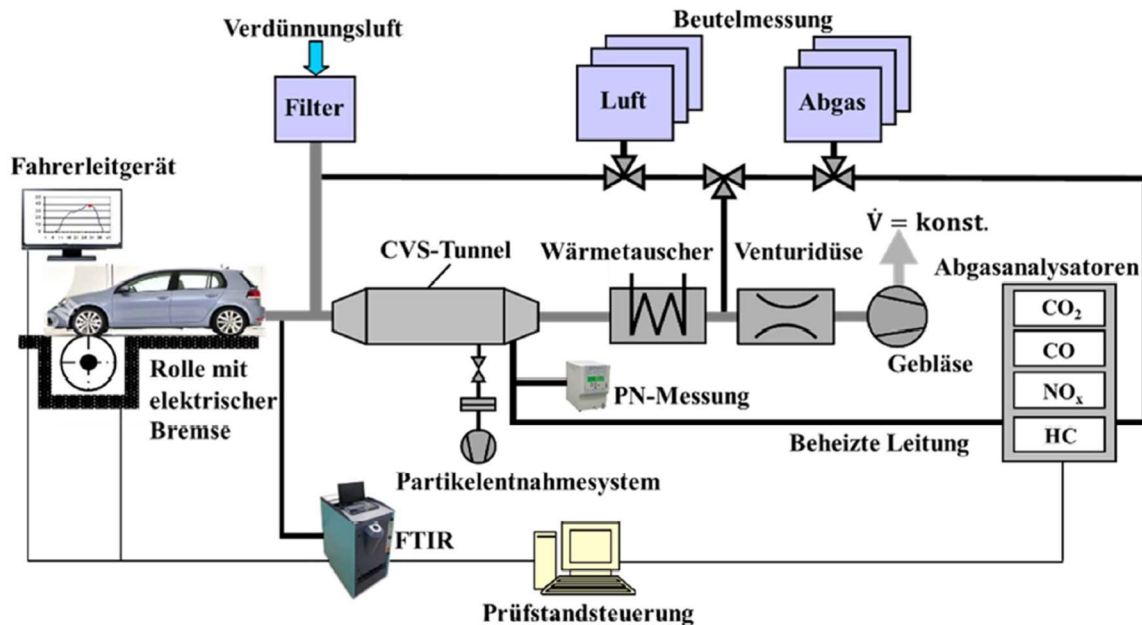 Verdünnungsluft
Beutelmessung
Filter
Luft
Abgas
Fahrerleitgerät
CVS-Tunnel
Wärmetauscher
Venturidüse
V̇ = konst.
Abgasanalysatoren
CO₂
CO
NOₓ
HC
Gebläse
Rolle mit
elektrischer
Bremse
PN-Messung
Beheizte Leitung
Partikelentnahmesystem
FTIR
Prüfstandsteuerung